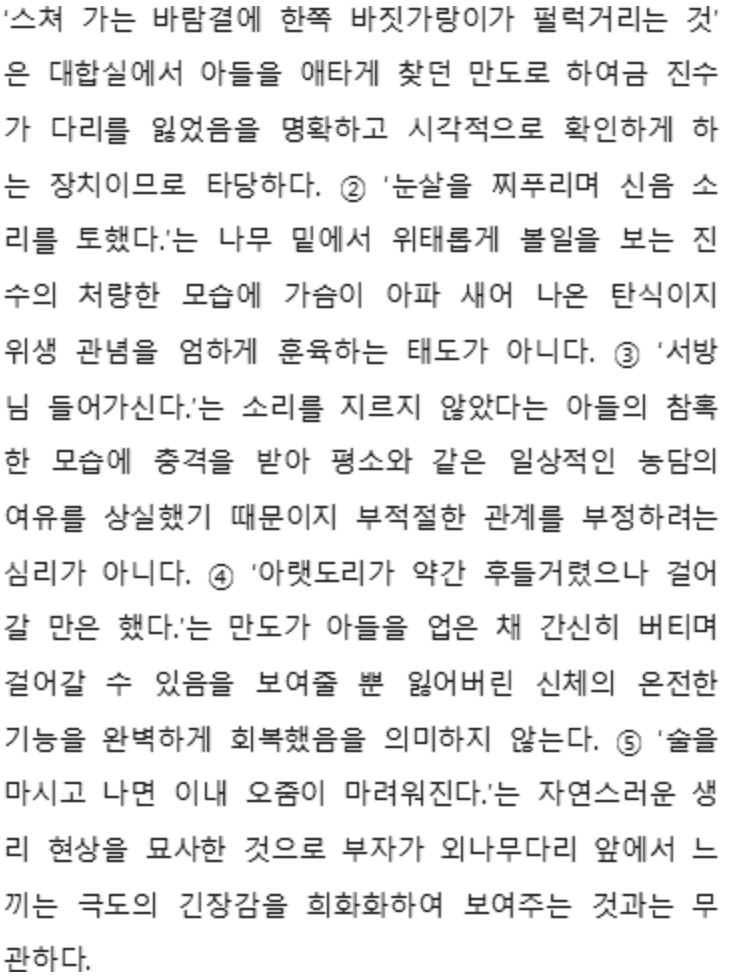 '스쳐 가는 바람결에 한쪽 바짓가랑이가 펄럭거리는 것'
은 대합실에서 아들을 애타게 찾던 만도로 하여금 진수
가 다리를 잃었음을 명확하고 시각적으로 확인하게 하
는 장치이므로 타당하다. ② '눈살을 찌푸리며 신음 소
리를 토했다.'는 나무 밑에서 위태롭게 볼일을 보는 진
수의 처량한 모습에 가슴이 아파 새어 나온 탄식이지
위생 관념을 엄하게 훈육하는 태도가 아니다. ③ '서방
님 들어가신다.'는 소리를 지르지 않았다는 아들의 참혹
한 모습에 충격을 받아 평소와 같은 일상적인 농담의
여유를 상실했기 때문이지 부적절한 관계를 부정하려는
심리가 아니다. ④ '아랫도리가 약간 후들거렸으나 걸어
갈 만은 했다.'는 만도가 아들을 업은 채 간신히 버티며
걸어갈 수 있음을 보여줄 뿐 잃어버린 신체의 온전한
기능을 완벽하게 회복했음을 의미하지 않는다. ⑤ '술을
마시고 나면 이내 오줌이 마려워진다.'는 자연스러운 생
리 현상을 묘사한 것으로 부자가 외나무다리 앞에서 느
끼는 극도의 긴장감을 희화화하여 보여주는 것과는 무
관하다.